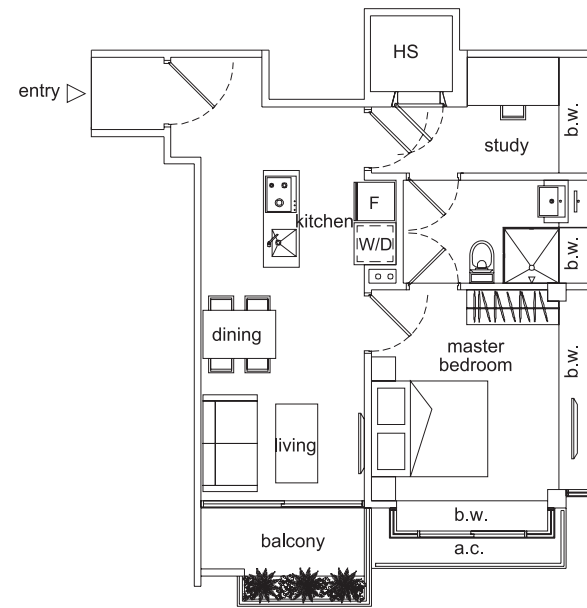 HS
entry
b.w.
study
F
kitchen
W/D
b.w.
dining
master
bedroom
b.w.
living
b.w.
balcony
a.c.